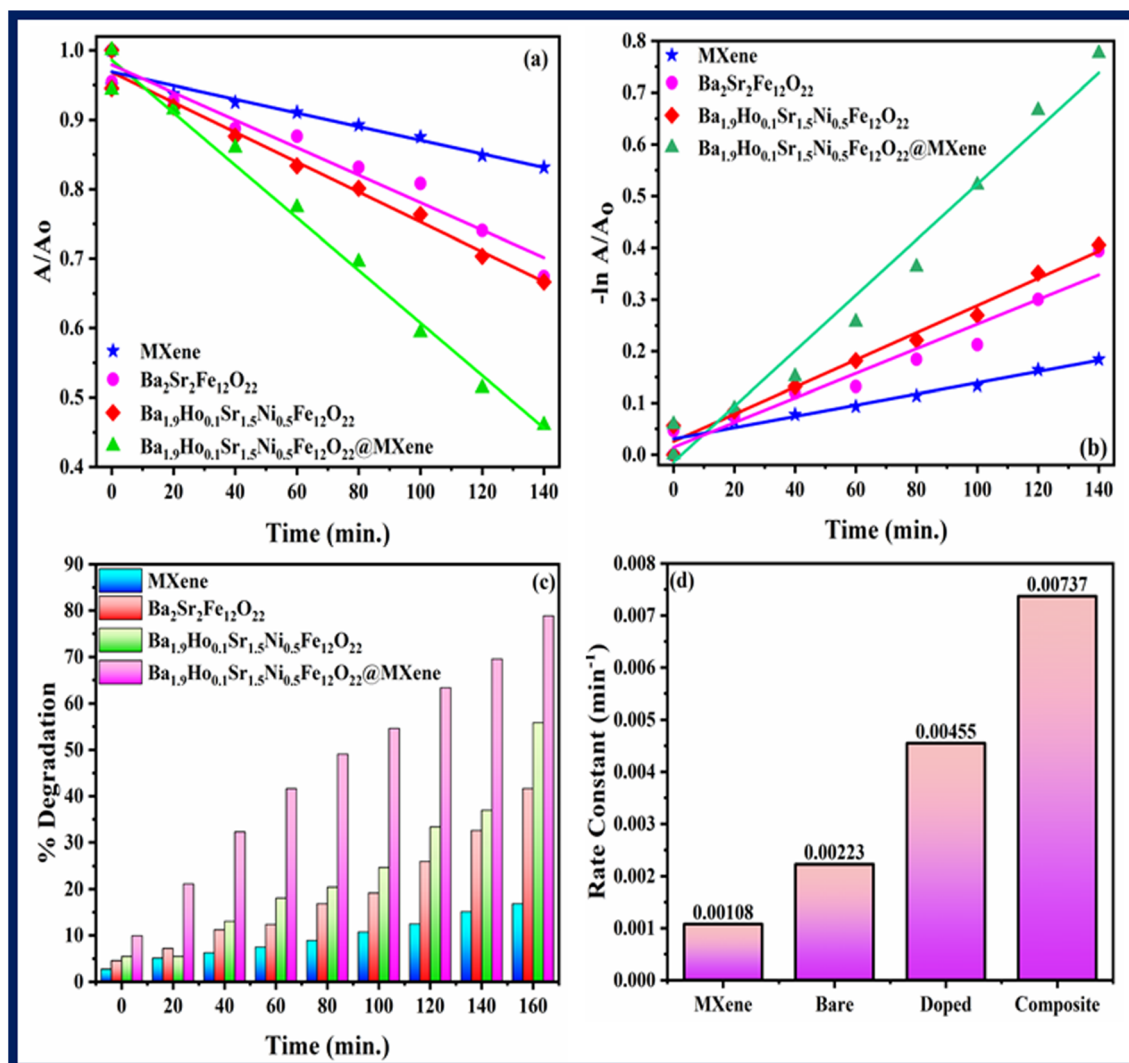 (a)
A/Ao
1.0
0.9
0.8
0.7
0.6
0.5
0.4
MXene
Ba₂Sr₂Fe₁₂O₂₂
Ba₁.₉Ho₀.₁Sr₁.₅Ni₀.₅Fe₁₂O₂₂
Ba₁.₉Ho₀.₁Sr₁.₅Ni₀.₅Fe₁₂O₂₂@MXene
0 20 40 60 80 100 120 140
Time (min.)
(b)
-ln A/Ao
0.8
0.7
0.6
0.5
0.4
0.3
0.2
0.1
0.0
MXene
Ba₂Sr₂Fe₁₂O₂₂
Ba₁.₉Ho₀.₁Sr₁.₅Ni₀.₅Fe₁₂O₂₂
Ba₁.₉Ho₀.₁Sr₁.₅Ni₀.₅Fe₁₂O₂₂@MXene
0 20 40 60 80 100 120 140
Time (min.)
(c)
% Degradation
90
80
70
60
50
40
30
20
10
0
MXene
Ba₂Sr₂Fe₁₂O₂₂
Ba₁.₉Ho₀.₁Sr₁.₅Ni₀.₅Fe₁₂O₂₂
Ba₁.₉Ho₀.₁Sr₁.₅Ni₀.₅Fe₁₂O₂₂@MXene
0 20 40 60 80 100 120 140 160
Time (min.)
(d)
Rate Constant (min⁻¹)
0.008
0.007
0.006
0.005
0.004
0.003
0.002
0.001
0.000
0.00108
0.00223
0.00455
0.00737
MXene Bare Doped Composite